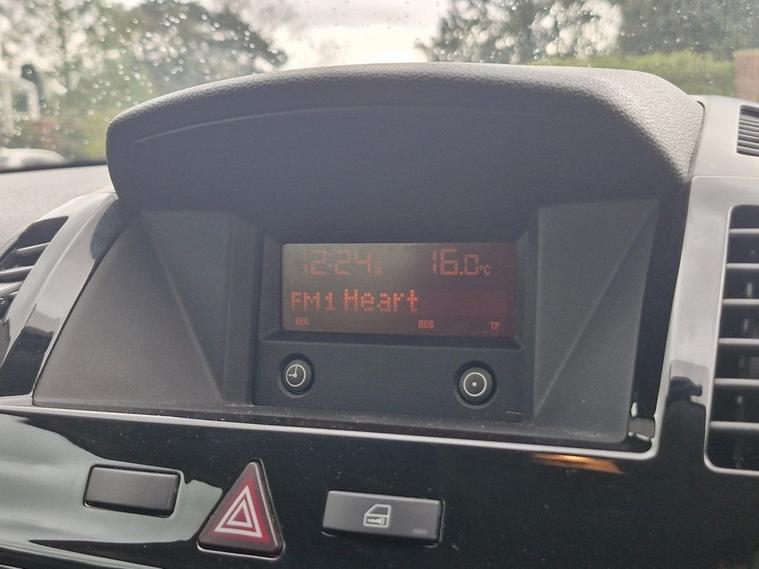 12:24 16.0°C
FM1 Heart
REG RDS TP